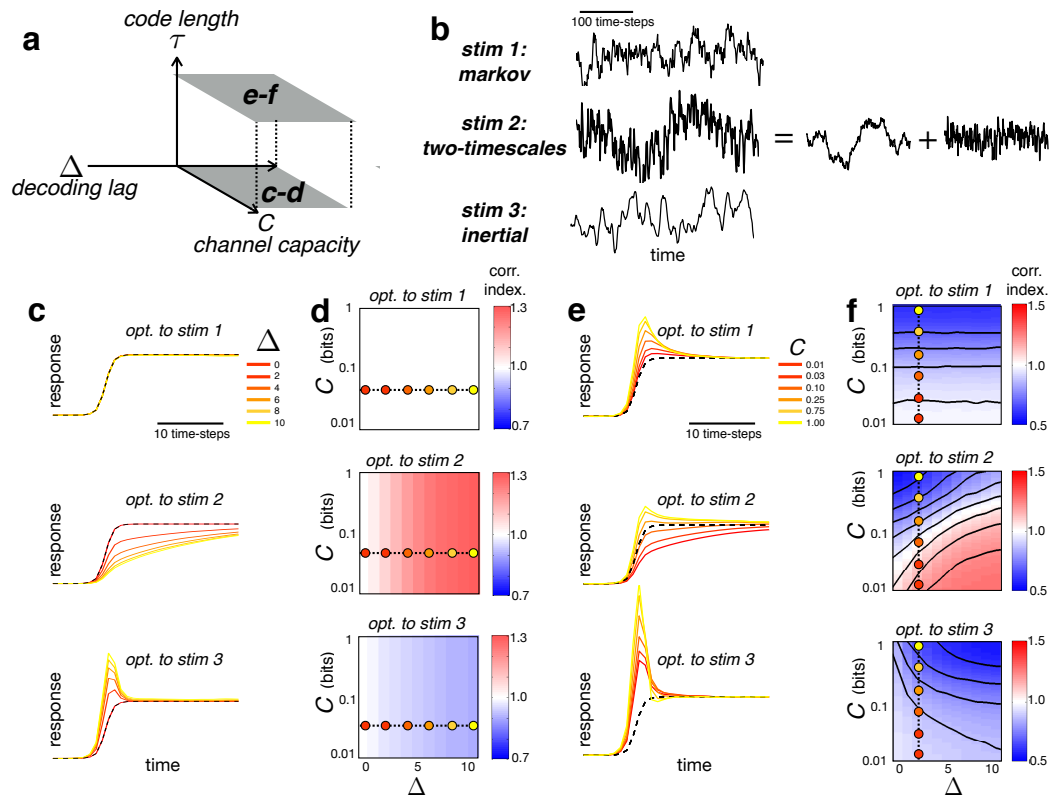 a
code length
τ
e-f
Δ
decoding lag
c-d
C
channel capacity
b
100 time-steps
stim 1:
markov
stim 2:
two-timescales
=
+
stim 3:
inertial
time
c
opt. to stim 1
response
Δ
0
2
4
6
8
10
10 time-steps
opt. to stim 2
response
opt. to stim 3
response
time
d
opt. to stim 1
corr.
index.
C (bits)
1
0.1
0.01
1.3
1.0
0.7
opt. to stim 2
C (bits)
1
0.1
0.01
1.3
1.0
0.7
opt. to stim 3
C (bits)
1
0.1
0.01
1.3
1.0
0.7
0 5 10
Δ
e
opt. to stim 1
response
C
0.01
0.03
0.10
0.25
0.75
1.00
10 time-steps
opt. to stim 2
response
opt. to stim 3
response
time
f
opt. to stim 1
corr.
index.
C (bits)
1
0.1
0.01
1.5
1.0
0.5
opt. to stim 2
C (bits)
1
0.1
0.01
1.5
1.0
0.5
opt. to stim 3
C (bits)
1
0.1
0.01
1.5
1.0
0.5
0 5 10
Δ